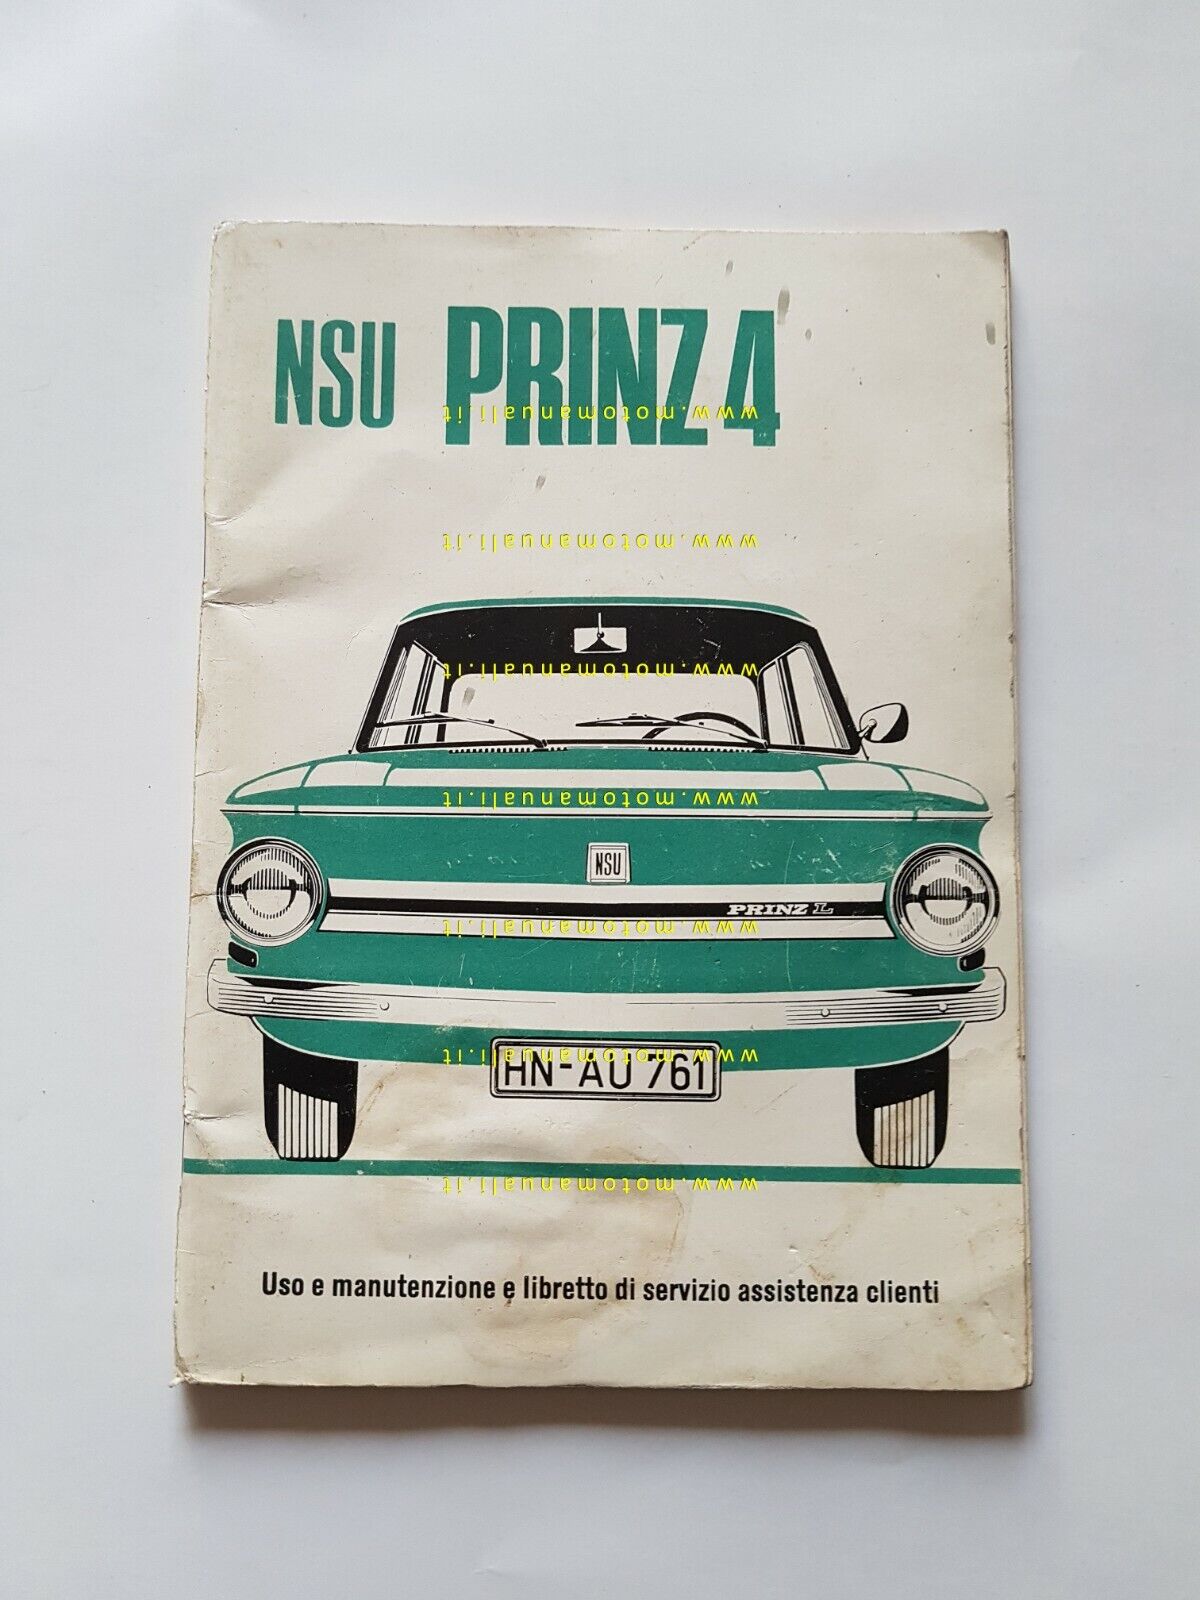 NSU PRINZ 4
www.motomanuali.it
www.motomanuali.it
www.motomanuali.it
www.motomanuali.it
NSU
PRINZ L
www.motomanuali.it
www.motomanuali.it
HN-AU 761
www.motomanuali.it
Uso e manutenzione e libretto di servizio assistenza clienti